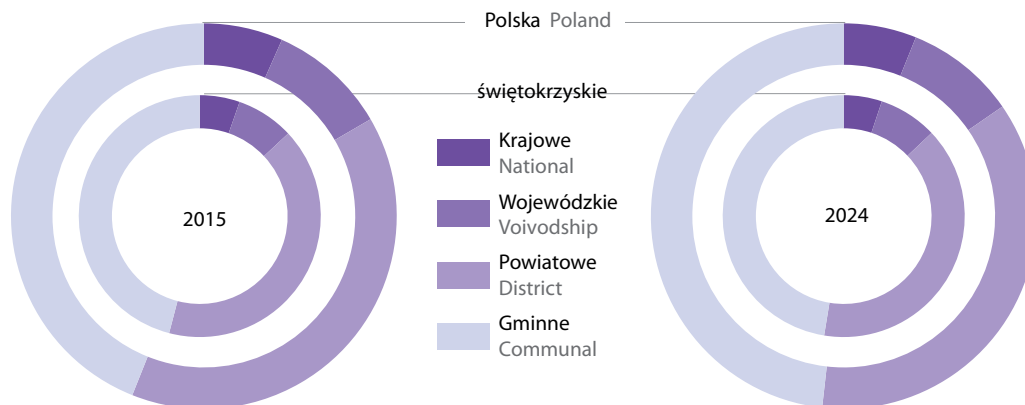 Polska Poland
świętokrzyskie
Krajowe
National
Wojewódzkie
Voivodship
Powiatowe
District
Gminne
Communal
2015
2024